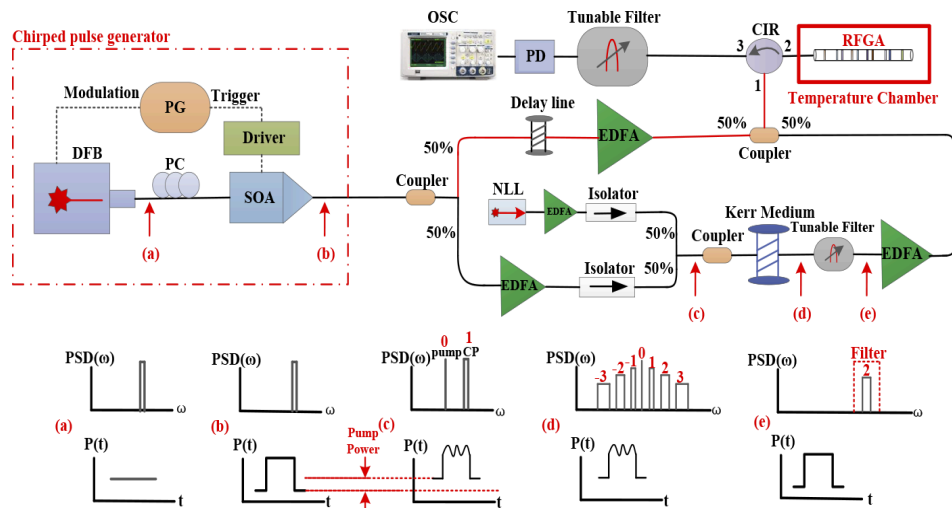 Chirped pulse generator
Modulation
PG
Trigger
Driver
DFB
PC
SOA
(a)
(b)
OSC
PD
Tunable Filter
CIR
3
2
1
RFGA
Temperature Chamber
Delay line
EDFA
50%
50%
50%
Coupler
Coupler
50%
NLL
EDFA
Isolator
50%
50%
EDFA
Isolator
Coupler
Kerr Medium
Tunable Filter
EDFA
(c)
(d)
(e)
PSD(ω)
ω
(a)
P(t)
t
PSD(ω)
ω
(b)
P(t)
t
Pump
Power
0 1
pump CP
PSD(ω)
ω
(c)
P(t)
t
PSD(ω)
-3 -2 -1 0 1 2 3
ω
(d)
P(t)
t
PSD(ω)
Filter
2
ω
(e)
P(t)
t